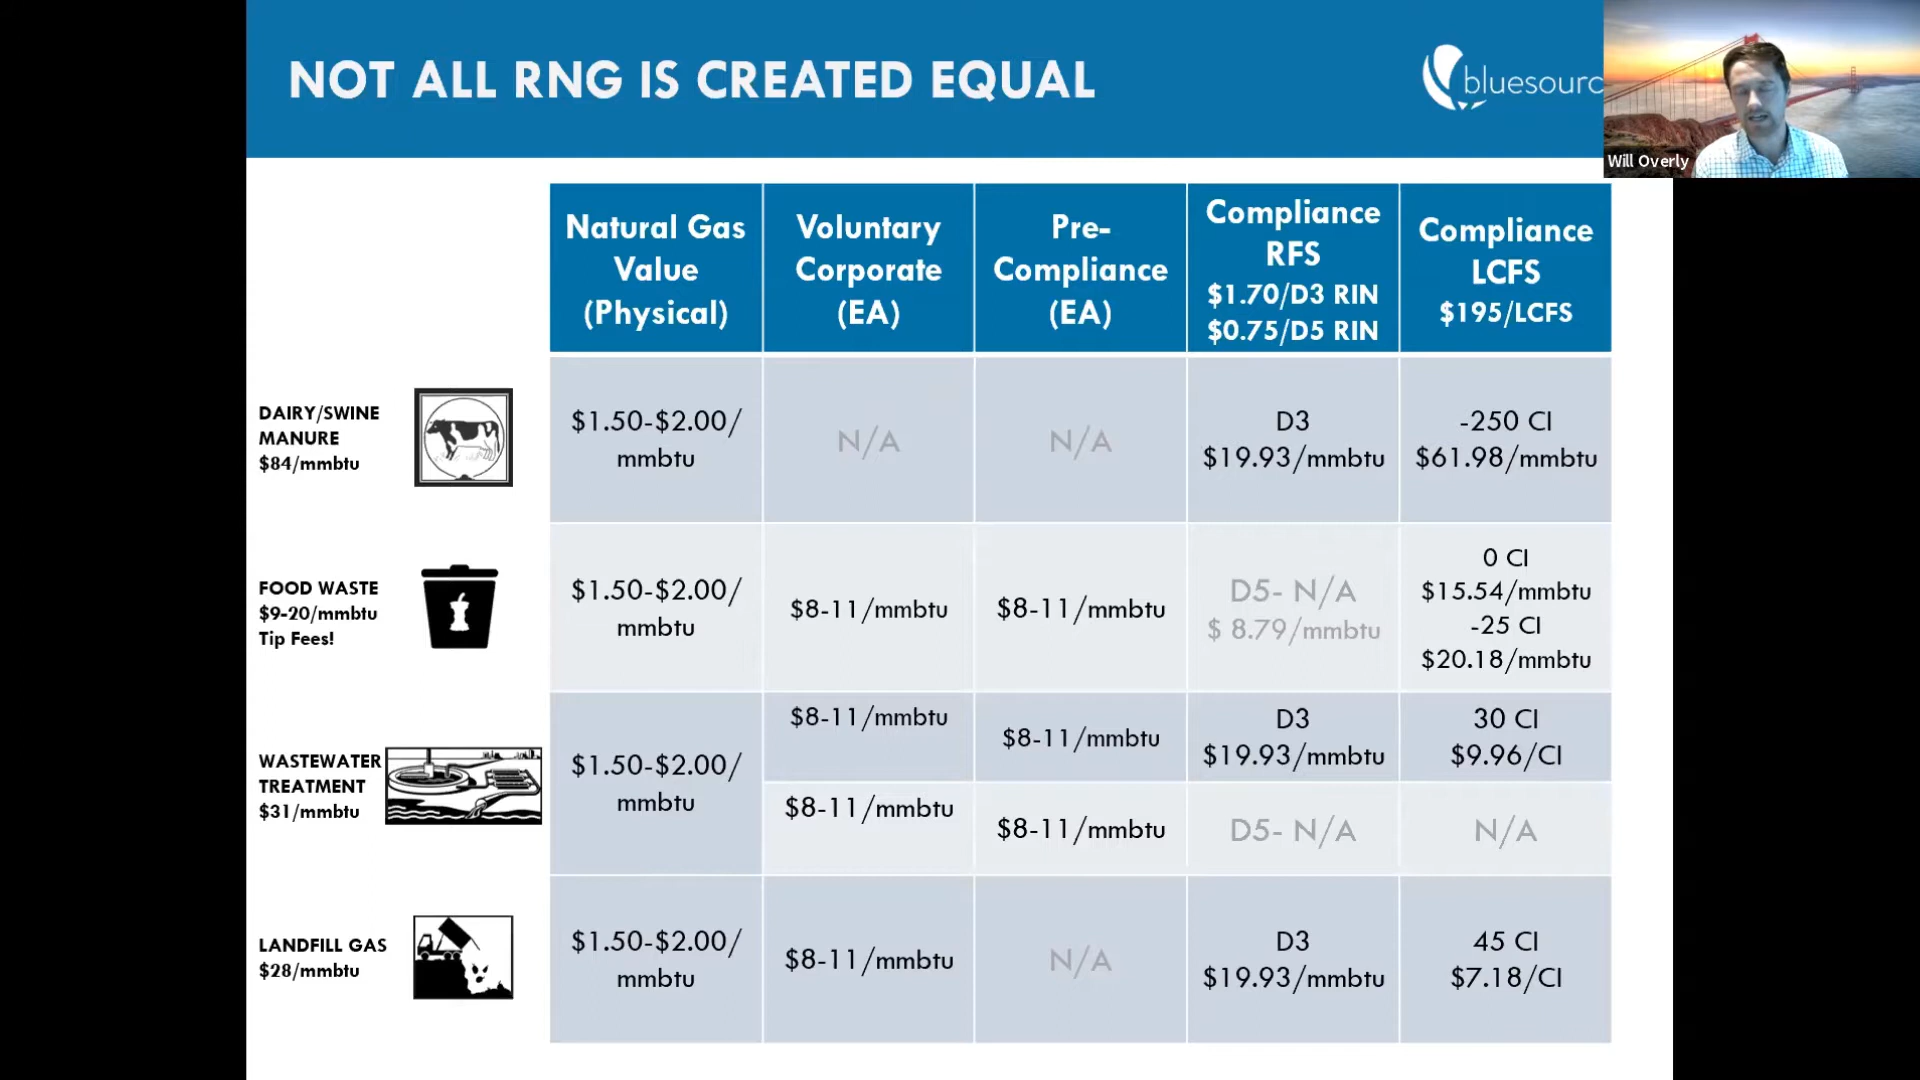 NOT ALL RNG IS CREATED EQUAL
bluesourc
Will Overly
Natural Gas
Value
(Physical)
Voluntary
Corporate
(EA)
Pre-
Compliance
(EA)
Compliance
RFS
$1.70/D3 RIN
$0.75/D5 RIN
Compliance
LCFS
$195/LCFS
DAIRY/SWINE
MANURE
$84/mmbtu
$1.50-$2.00/
mmbtu
N/A
N/A
D3
$19.93/mmbtu
-250 CI
$61.98/mmbtu
FOOD WASTE
$9-20/mmbtu
Tip Fees!
$1.50-$2.00/
mmbtu
$8-11/mmbtu
$8-11/mmbtu
D5- N/A
$ 8.79/mmbtu
0 CI
$15.54/mmbtu
-25 CI
$20.18/mmbtu
WASTEWATER
TREATMENT
$31/mmbtu
$1.50-$2.00/
mmbtu
$8-11/mmbtu
$8-11/mmbtu
D3
$19.93/mmbtu
30 CI
$9.96/CI
$8-11/mmbtu
$8-11/mmbtu
D5- N/A
N/A
LANDFILL GAS
$28/mmbtu
$1.50-$2.00/
mmbtu
$8-11/mmbtu
N/A
D3
$19.93/mmbtu
45 CI
$7.18/CI